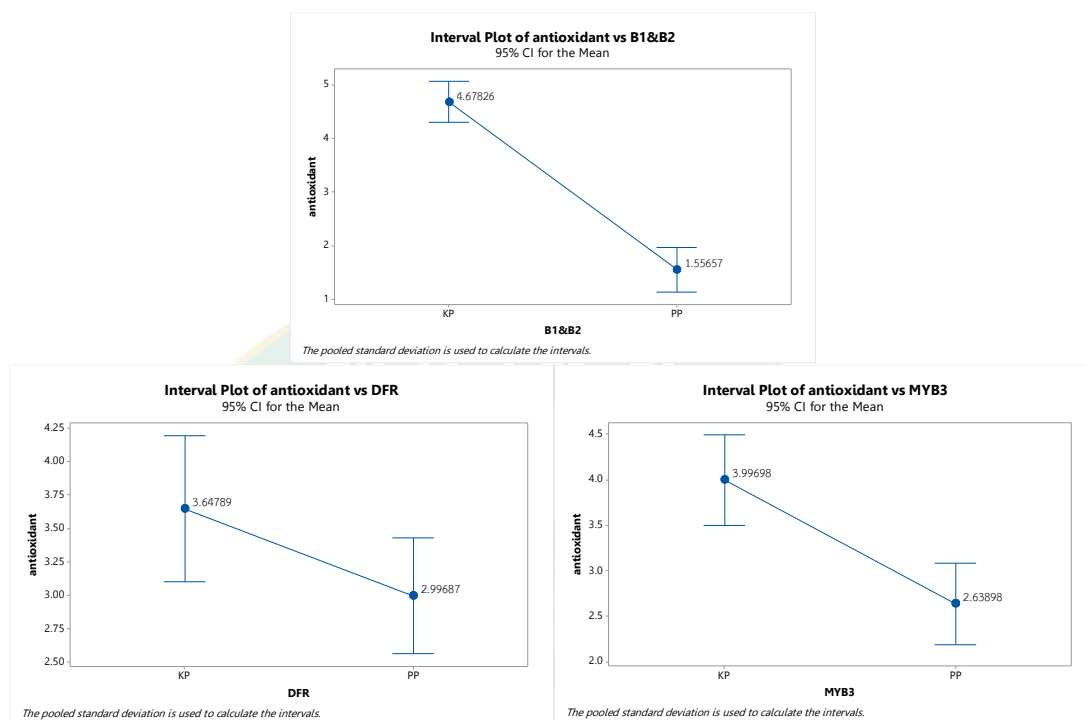 Interval Plot of antioxidant vs B1&B2
95% CI for the Mean
5
4
3
2
1
antioxidant
4.67826
1.55657
KP PP
B1&B2
The pooled standard deviation is used to calculate the intervals.
Interval Plot of antioxidant vs DFR
95% CI for the Mean
4.25
4.00
3.75
3.50
3.25
3.00
2.75
2.50
antioxidant
3.64789
2.99687
KP PP
DFR
The pooled standard deviation is used to calculate the intervals.
Interval Plot of antioxidant vs MYB3
95% CI for the Mean
4.5
4.0
3.5
3.0
2.5
2.0
antioxidant
3.99698
2.63898
KP PP
MYB3
The pooled standard deviation is used to calculate the intervals.